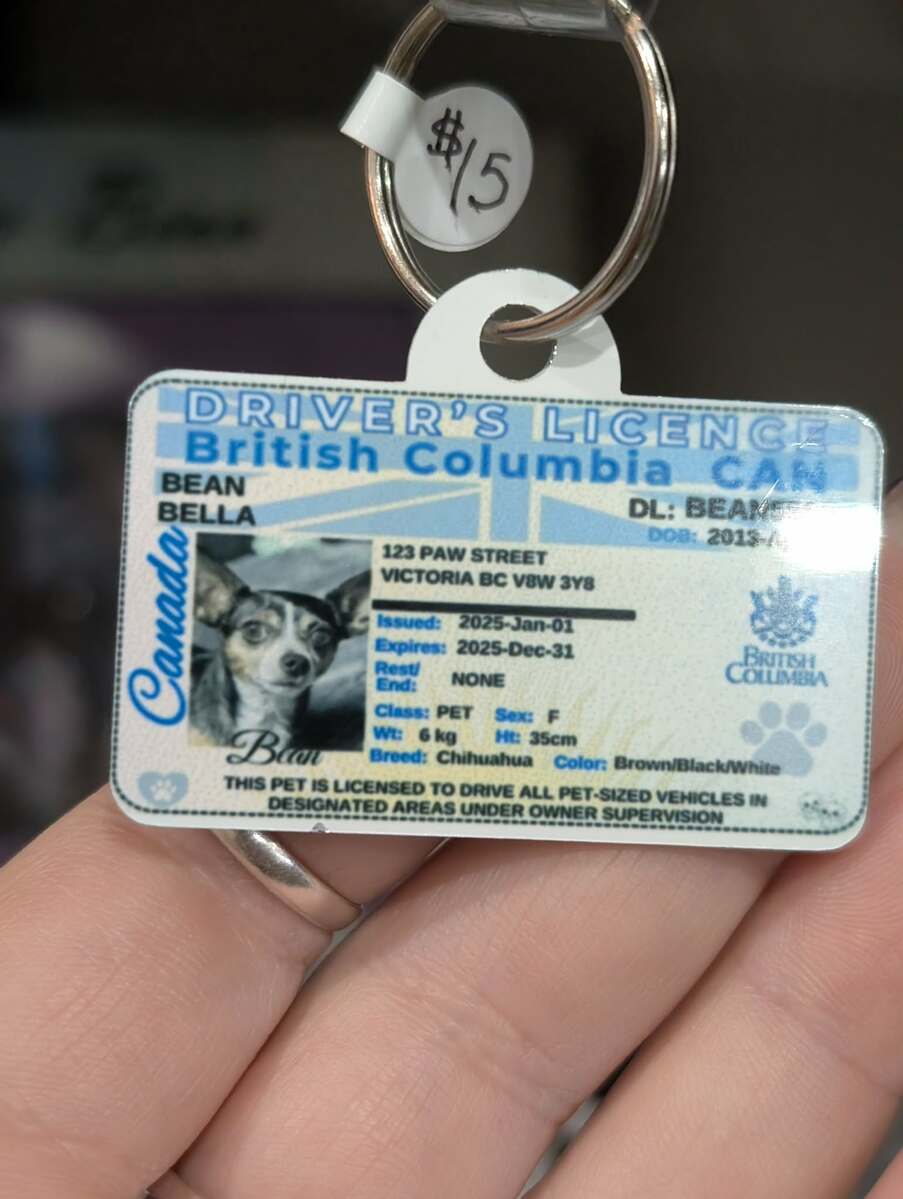 $15
DRIVER'S LICENCE
British Columbia CAN
BEAN
BELLA
DL:
DOB: 2013-
Canada
123 PAW STREET
VICTORIA BC V8W 3Y8
Issued: 2025-Jan-01
Expires: 2025-Dec-31
Rest/
End: NONE
Class: PET Sex: F
Wt: 6 kg Ht: 35cm
Breed: Chihuahua Color: Brown/Black/White
BRITISH
COLUMBIA
Bean
THIS PET IS LICENSED TO DRIVE ALL PET-SIZED VEHICLES IN
DESIGNATED AREAS UNDER OWNER SUPERVISION